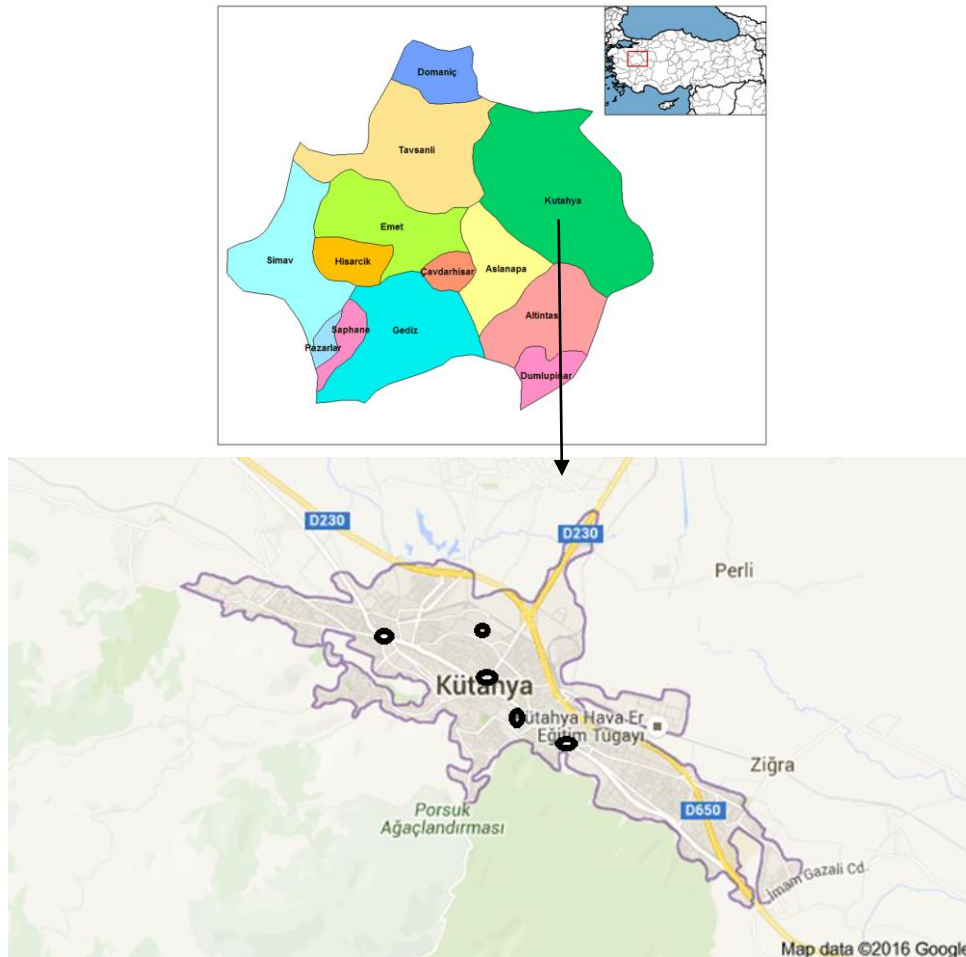 Domaniç
Tavsanli
Kutahya
Emet
Simav
Hisarcik
Çavdarhisar
Aslanapa
Altintas
Saphane
Gediz
Pazarlar
Dumlupinar
D230
D230
Perli
Kütahya
Kütahya Hava Er
Eğitim Tugayı
Ziğra
Porsuk
Ağaçlandırması
D650
İmam Gazali Cd.
Map data ©2016 Google